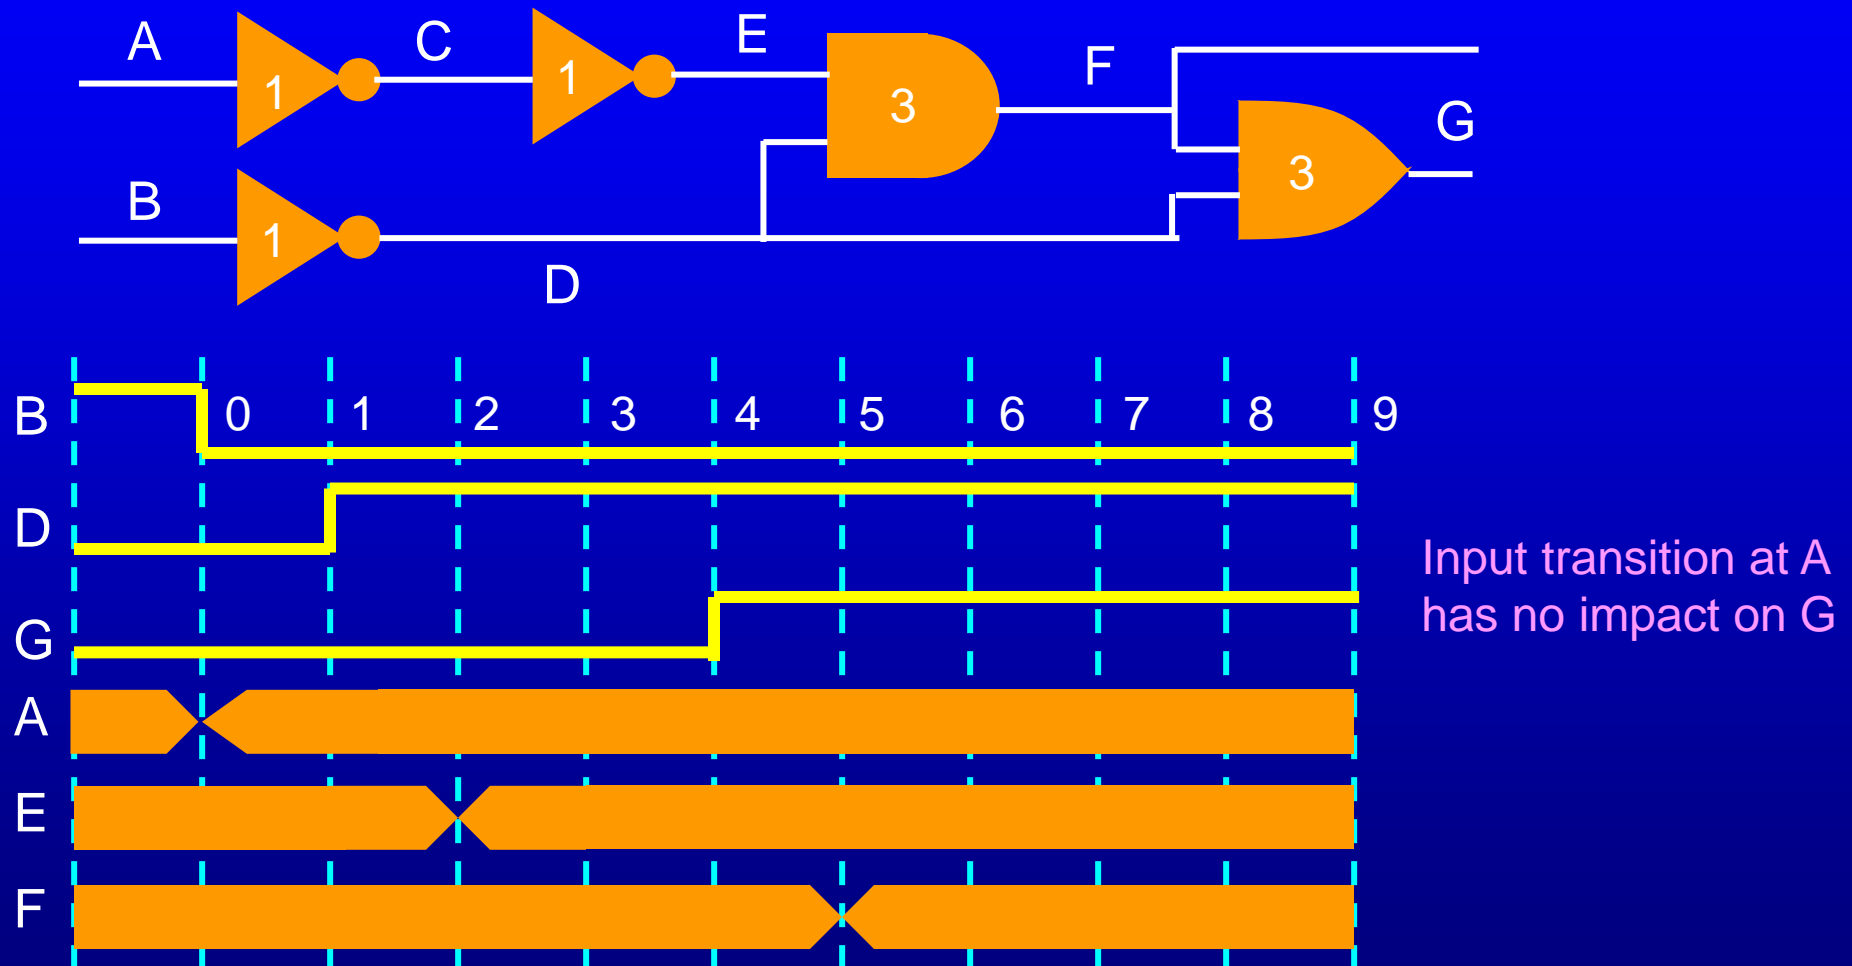 A
C
E
F
1
1
3
G
B
1
3
D
B
0 1 2 3 4 5 6 7 8 9
D
Input transition at A
has no impact on G
G
A
E
F